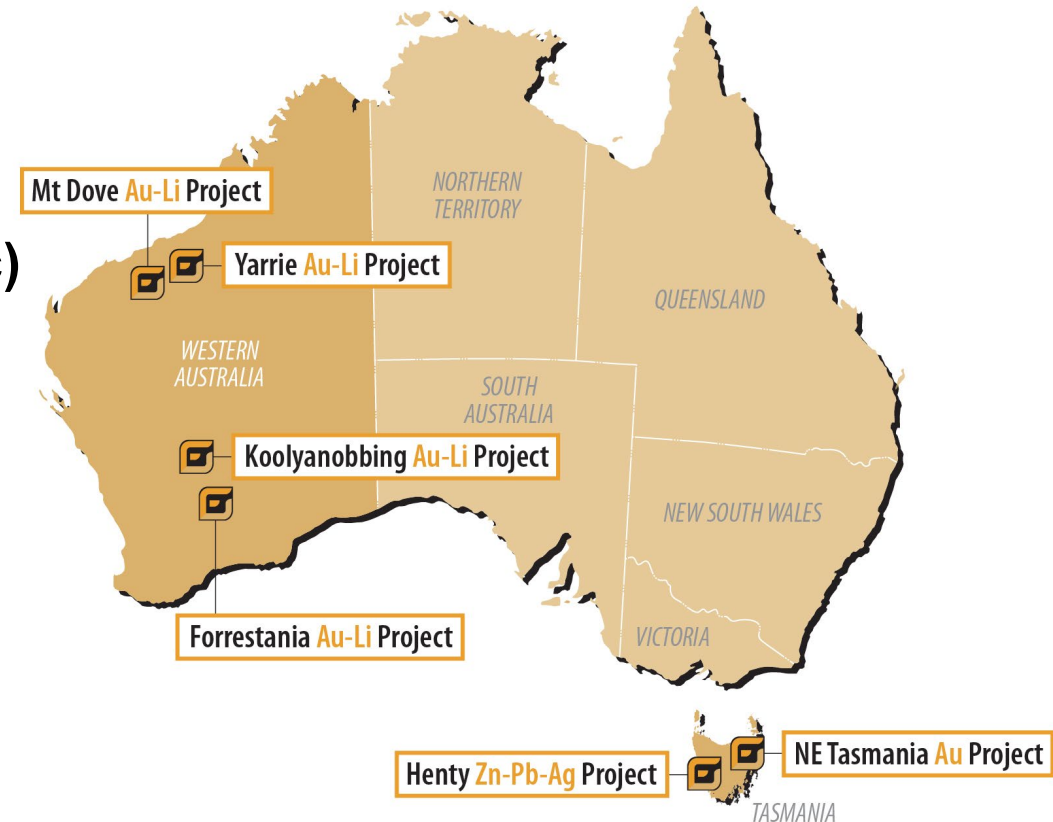 NORTHERN
TERRITORY
Mt Dove Au-Li Project
Yarrie Au-Li Project
QUEENSLAND
WESTERN
AUSTRALIA
SOUTH
AUSTRALIA
Koolyanobbing Au-Li Project
NEW SOUTH WALES
Forrestania Au-Li Project
VICTORIA
NE Tasmania Au Project
Henty Zn-Pb-Ag Project
TASMANIA